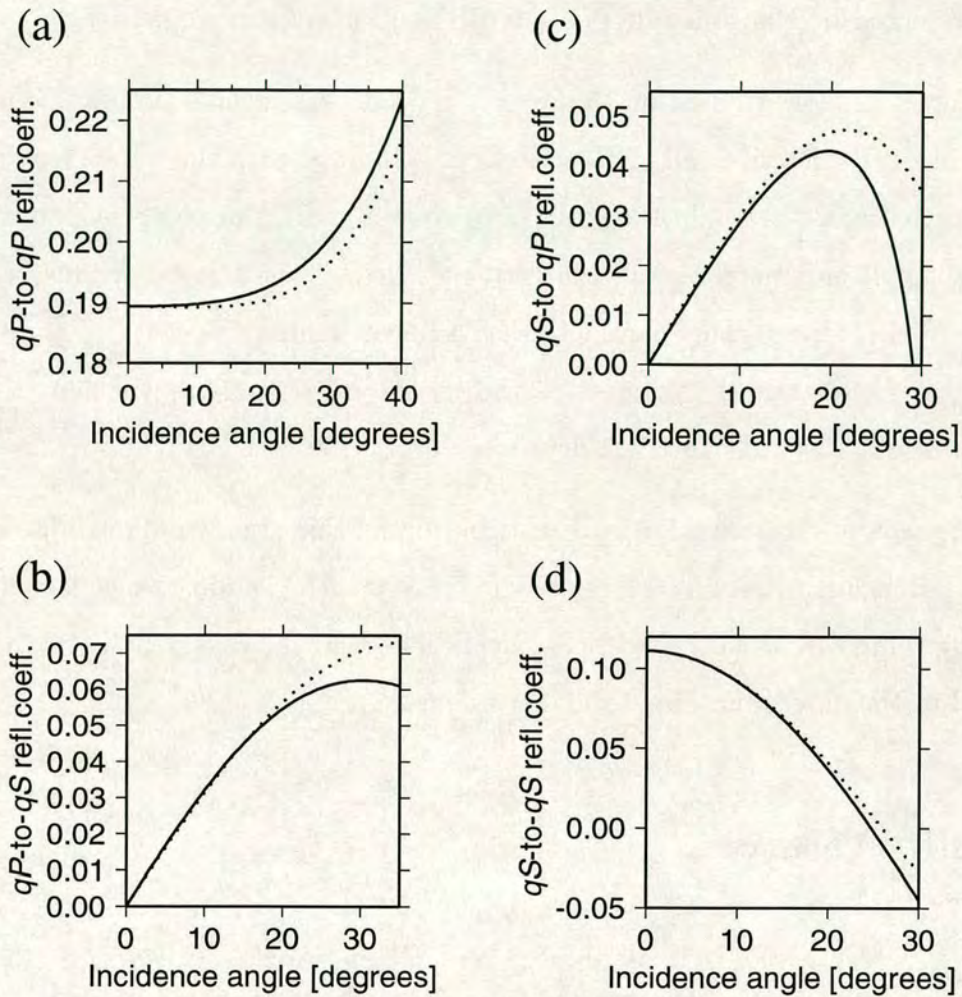 (a)
qP-to-qP refl.coeff.
0.22
0.21
0.20
0.19
0.18
0 10 20 30 40
Incidence angle [degrees]
(c)
qS-to-qP refl.coeff.
0.05
0.04
0.03
0.02
0.01
0.00
0 10 20 30
Incidence angle [degrees]
(b)
qP-to-qS refl.coeff.
0.07
0.06
0.05
0.04
0.03
0.02
0.01
0.00
0 10 20 30
Incidence angle [degrees]
(d)
qS-to-qS refl.coeff.
0.10
0.05
0.00
-0.05
0 10 20 30
Incidence angle [degrees]